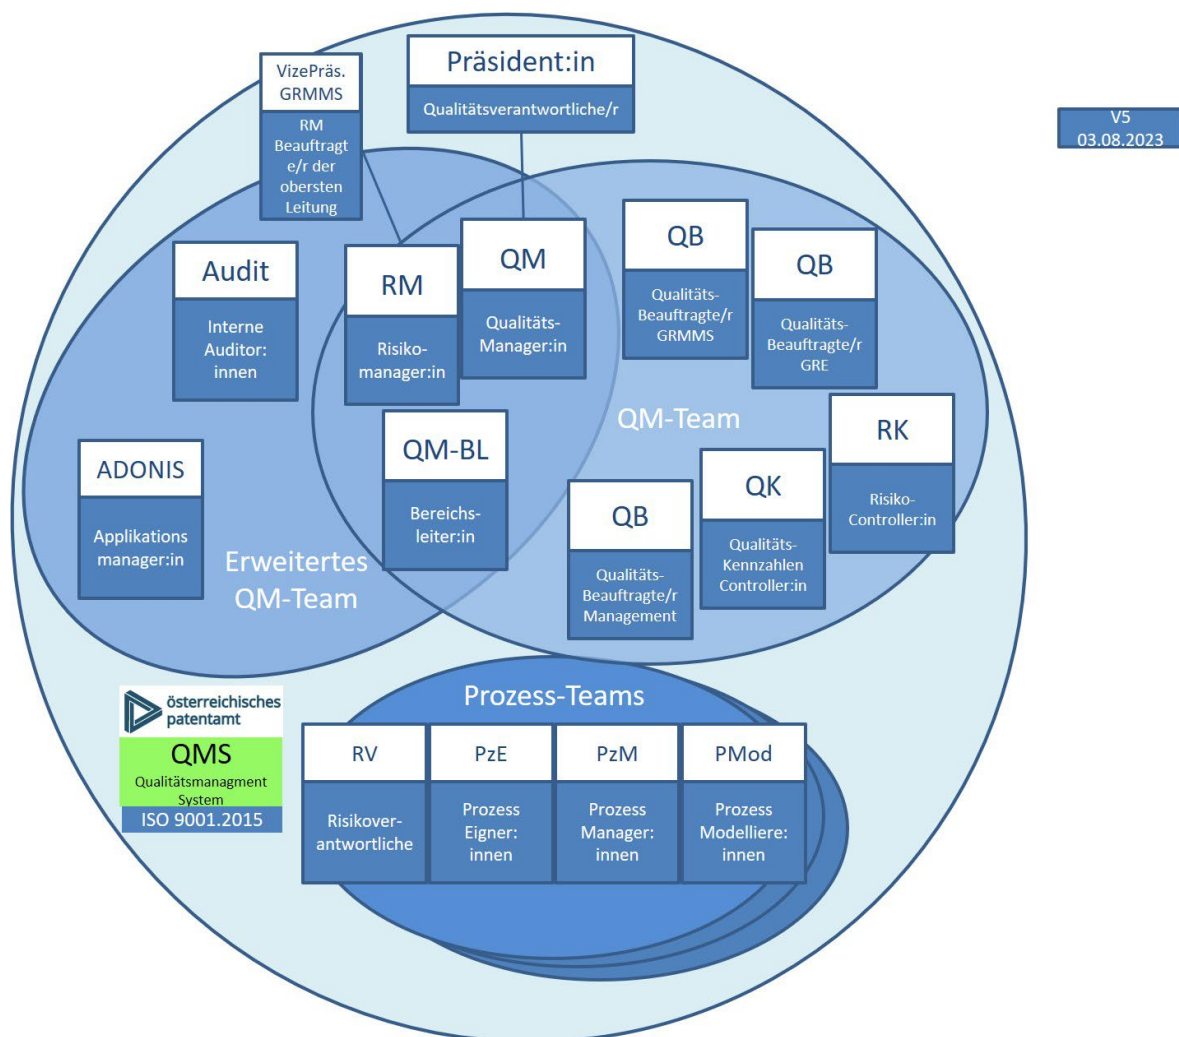 VizePräs.
GRMMS
RM
Beauftragt
e/r der
obersten
Leitung
Präsident:in
Qualitätsverantwortliche/r
V5
03.08.2023
Audit
Interne
Auditor:
innen
RM
Risiko-
manager:in
QM
Qualitäts-
Manager:in
QB
Qualitäts-
Beauftragte/r
GRMMS
QB
Qualitäts-
Beauftragte/r
GRE
QM-Team
ADONIS
Applikations
manager:in
QM-BL
Bereichs-
leiter:in
Erweitertes
QM-Team
QB
Qualitäts-
Beauftragte/r
Management
QK
Qualitäts-
Kennzahlen
Controller:in
RK
Risiko-
Controller:in
Prozess-Teams
RV
Risikover-
antwortliche
PzE
Prozess
Eigner:
innen
PzM
Prozess
Manager:
innen
PMod
Prozess
Modelliere:
innen
österreichisches
patentamt
QMS
Qualitätsmanagment
System
ISO 9001.2015